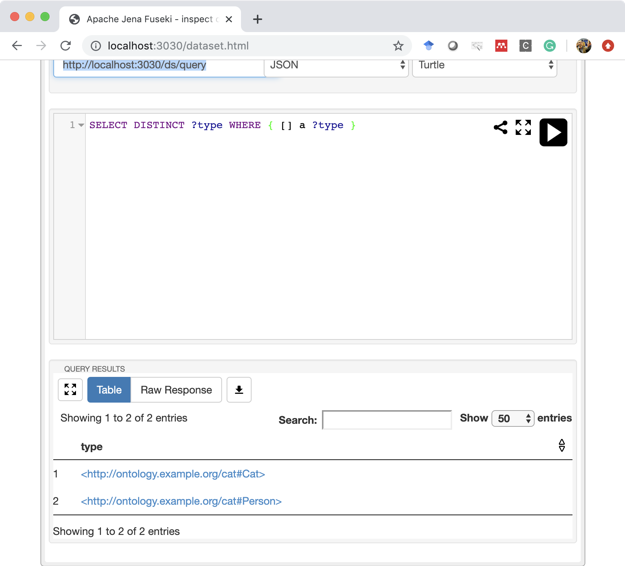 Apache Jena Fuseki - inspect
localhost:3030/dataset.html
http://localhost:3030/ds/query JSON Turtle
1 SELECT DISTINCT ?type WHERE { [] a ?type }
QUERY RESULTS
Table Raw Response
Showing 1 to 2 of 2 entries Search: Show 50 entries
type
1 <http://ontology.example.org/cat#Cat>
2 <http://ontology.example.org/cat#Person>
Showing 1 to 2 of 2 entries